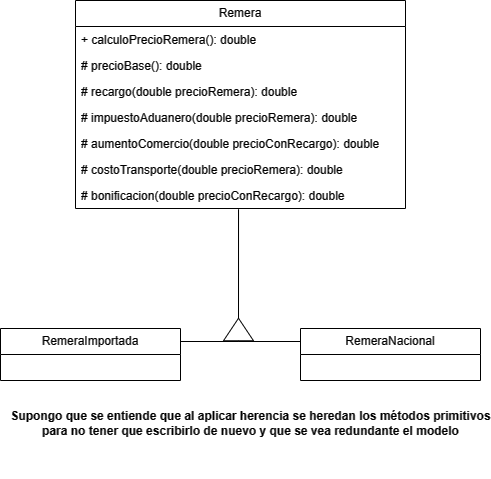 Remera
+ calculoPrecioRemera(): double
# precioBase(): double
# recargo(double precioRemera): double
# impuestoAduanero(double precioRemera): double
# aumentoComercio(double precioConRecargo): double
# costoTransporte(double precioRemera): double
# bonificacion(double precioConRecargo): double
RemeraImportada
RemeraNacional
Supongo que se entiende que al aplicar herencia se heredan los métodos primitivos
para no tener que escribirlo de nuevo y que se vea redundante el modelo